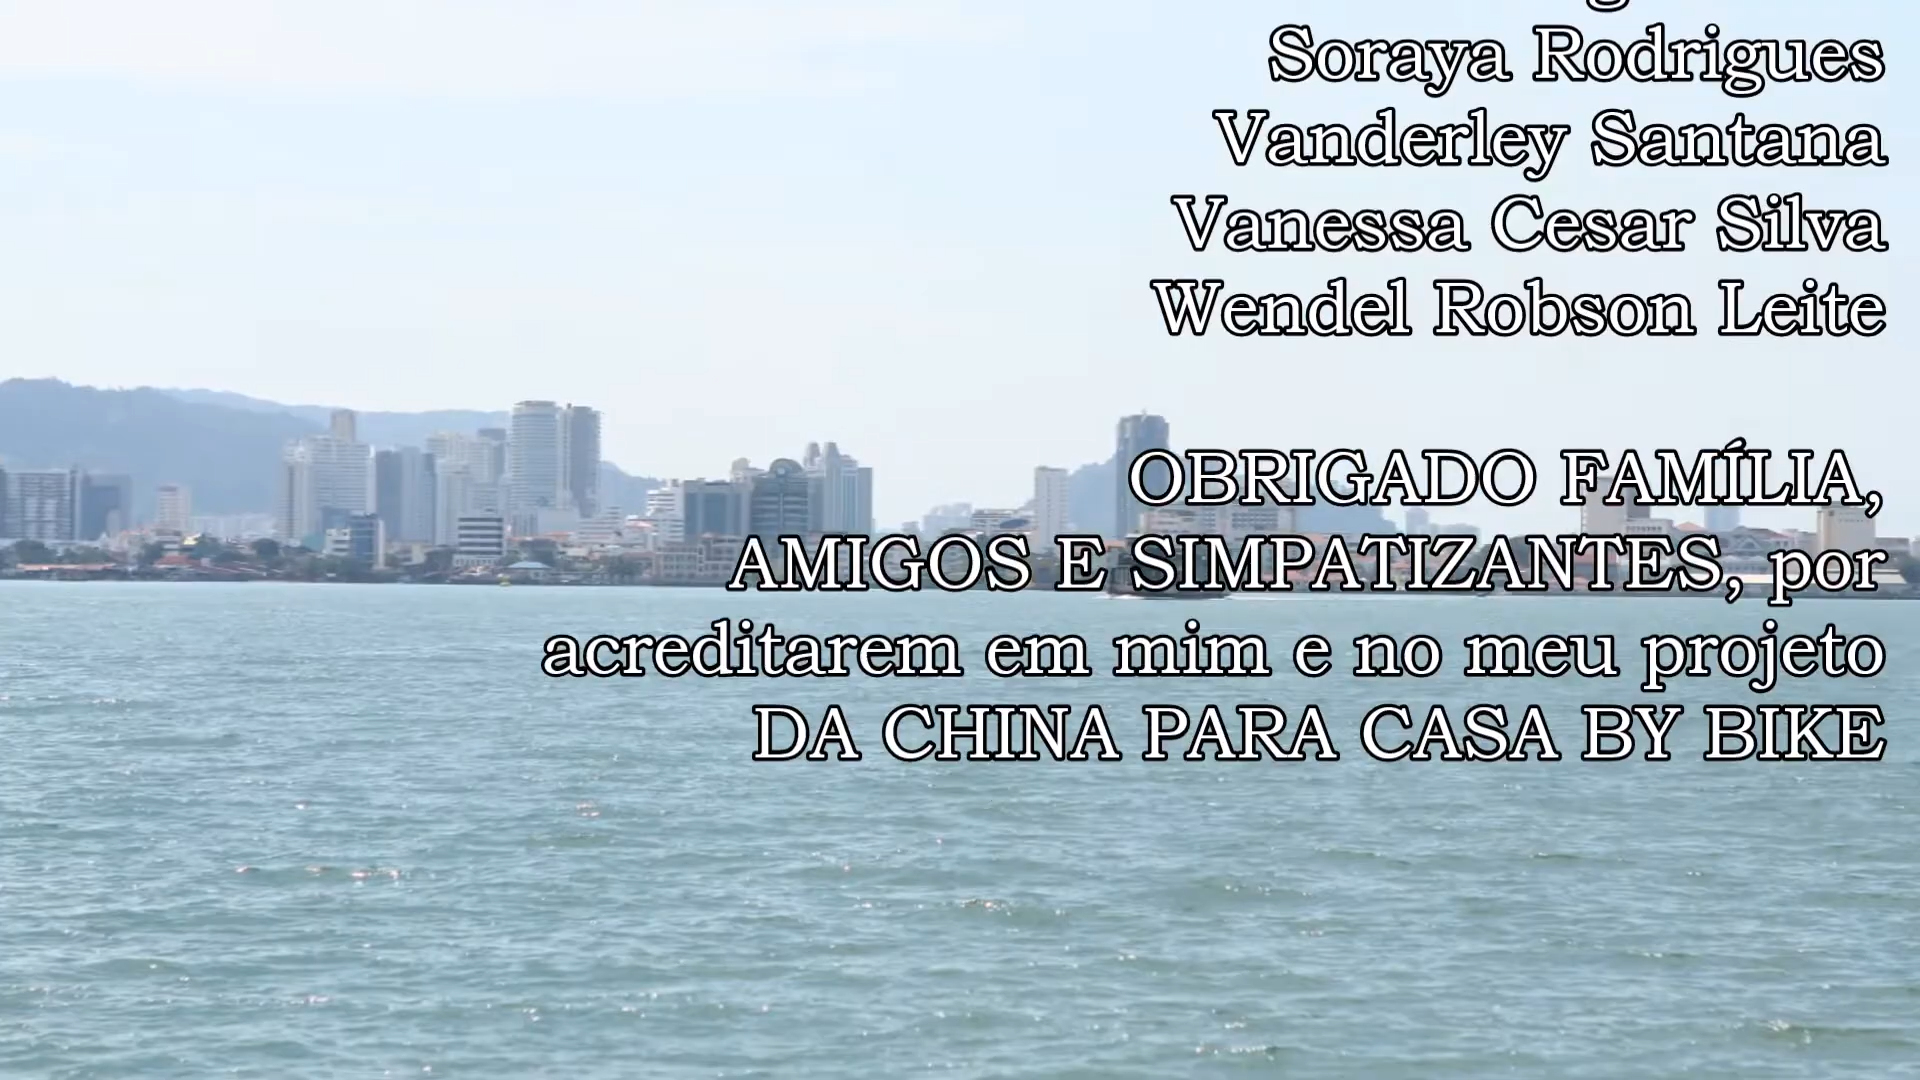 Soraya Rodrigues
Vanderley Santana
Vanessa Cesar Silva
Wendel Robson Leite
OBRIGADO FAMÍLIA,
AMIGOS E SIMPATIZANTES, por
acreditarem em mim e no meu projeto
DA CHINA PARA CASA BY BIKE